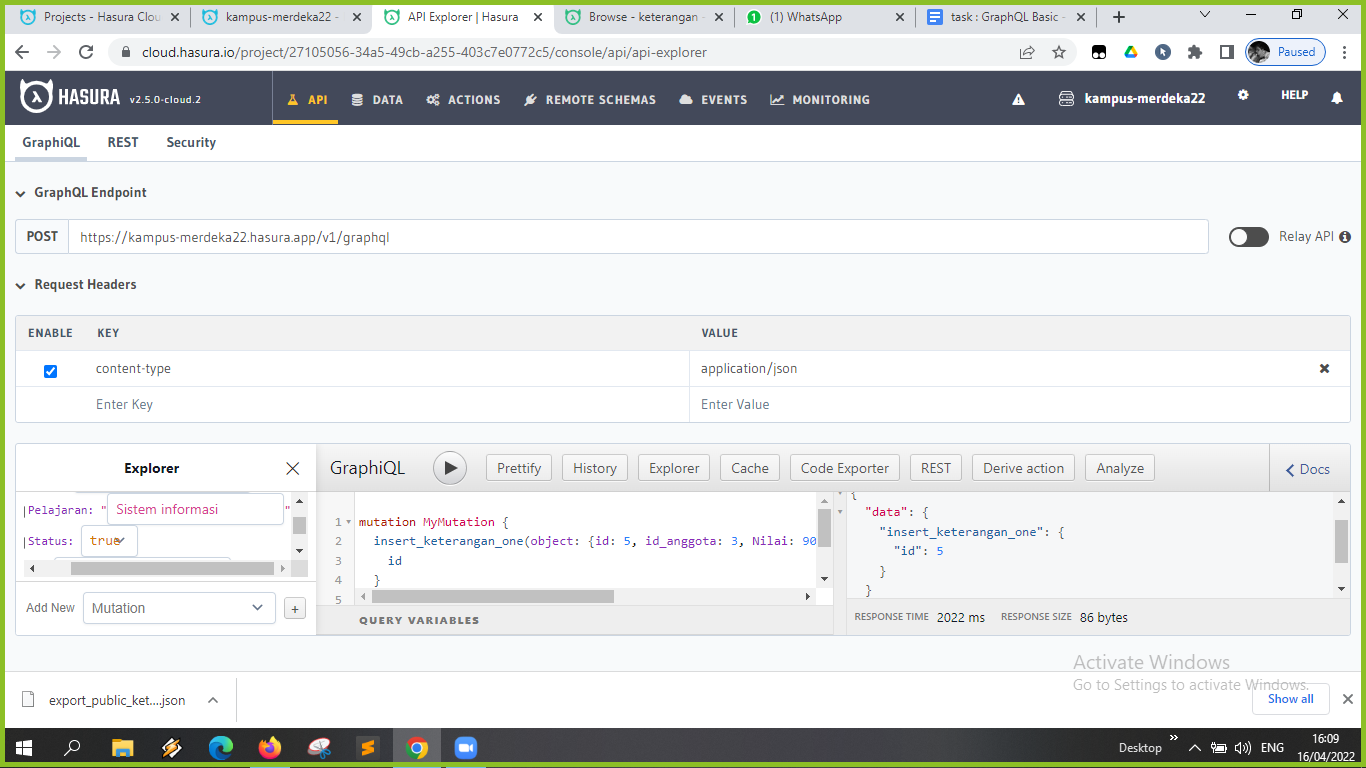 Projects - Hasura Clou
kampus-merdeka22 -
API Explorer | Hasura
Browse - keterangan -
(1) WhatsApp
task : GraphQL Basic -
cloud.hasura.io/project/27105056-34a5-49cb-a255-403c7e0772c5/console/api/api-explorer
Paused
HASURA v2.5.0-cloud.2
API DATA ACTIONS REMOTE SCHEMAS EVENTS MONITORING
kampus-merdeka22 HELP
GraphiQL REST Security
GraphQL Endpoint
POST https://kampus-merdeka22.hasura.app/v1/graphql
Relay API
Request Headers
ENABLE KEY VALUE
content-type application/json
Enter Key Enter Value
Explorer
GraphiQL Prettify History Explorer Cache Code Exporter REST Derive action Analyze Docs
Pelajaran: "Sistem informasi"
Status: true
Add New Mutation +
1 mutation MyMutation {
2 insert_keterangan_one(object: {id: 5, id_anggota: 3, Nilai: 90
3 id
4 }
5
QUERY VARIABLES
{
"data": {
"insert_keterangan_one": {
"id": 5
}
}
RESPONSE TIME 2022 ms RESPONSE SIZE 86 bytes
Activate Windows
Go to Settings to activate Windows.
export_public_ket....json
Show all
Desktop
ENG
16:09
16/04/2022